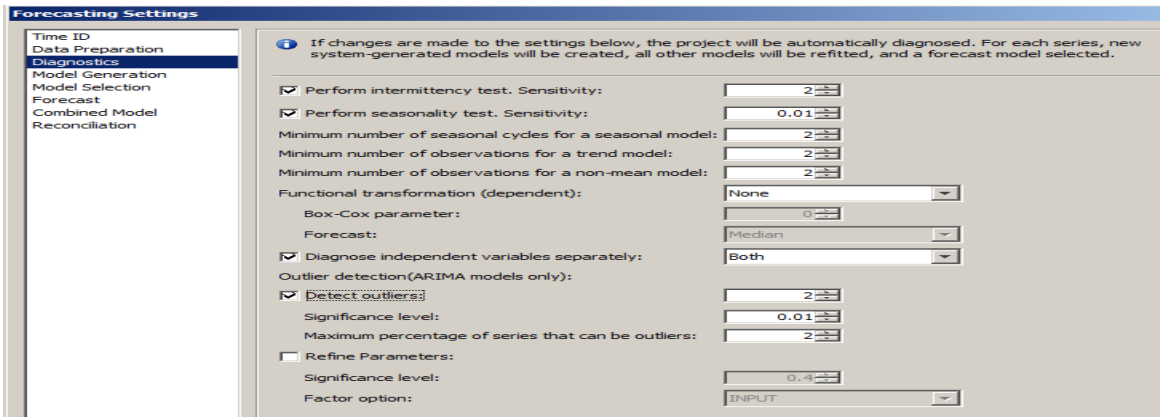 Forecasting Settings
Time ID
Data Preparation
Diagnostics
Model Generation
Model Selection
Forecast
Combined Model
Reconciliation
If changes are made to the settings below, the project will be automatically diagnosed. For each series, new
system-generated models will be created, all other models will be refitted, and a forecast model selected.
Perform intermittency test. Sensitivity: 2
Perform seasonality test. Sensitivity: 0.01
Minimum number of seasonal cycles for a seasonal model: 2
Minimum number of observations for a trend model: 2
Minimum number of observations for a non-mean model: 2
Functional transformation (dependent): None
Box-Cox parameter: 0
Forecast: Median
Diagnose independent variables separately: Both
Outlier detection(ARIMA models only):
Detect outliers: 2
Significance level: 0.01
Maximum percentage of series that can be outliers: 2
Refine Parameters:
Significance level: 0.4
Factor option: INPUT